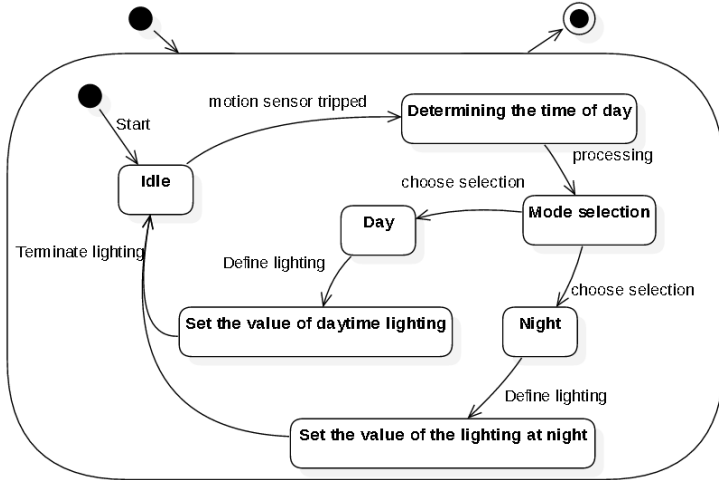 motion sensor tripped
Determining the time of day
Start
processing
Idle
choose selection
Mode selection
Day
Terminate lighting
Define lighting
choose selection
Set the value of daytime lighting
Night
Define lighting
Set the value of the lighting at night